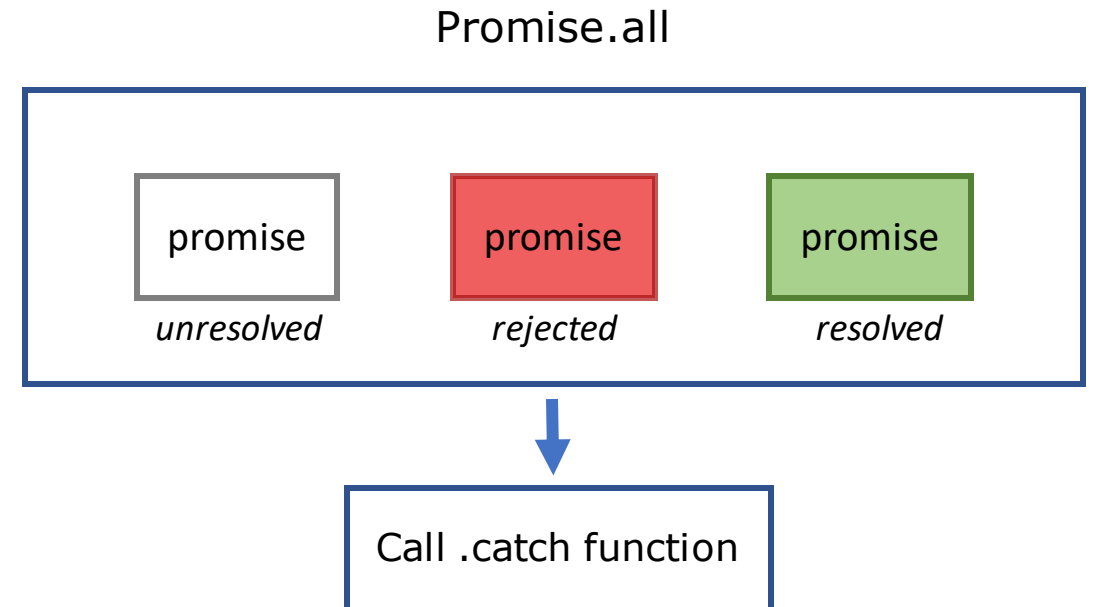 Promise.all
promise promise promise
unresolved rejected resolved
Call .catch function